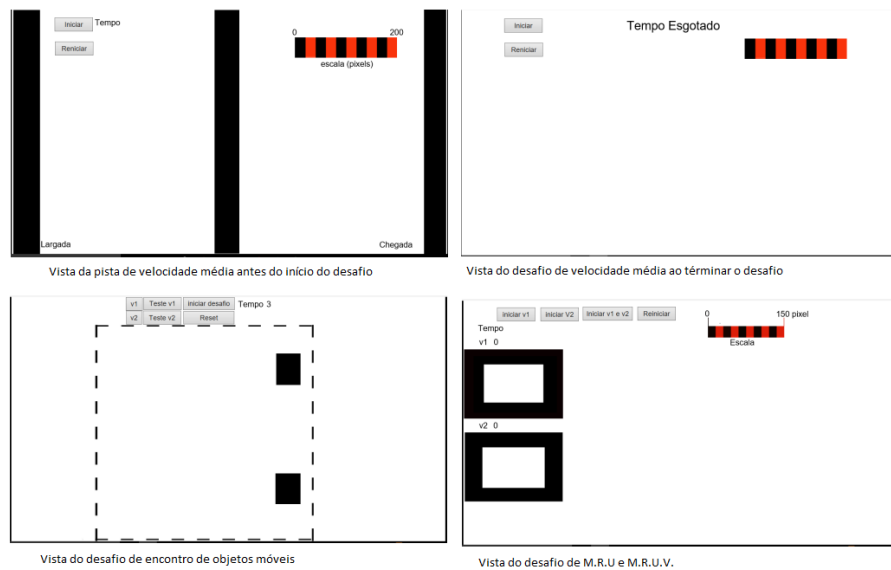 Iniciar Tempo
Reniciar
0 200
escala (pixels)
Largada Chegada
Vista da pista de velocidade média antes do início do desafio
Iniciar Tempo Esgotado
Reniciar
Vista do desafio de velocidade média ao términar o desafio
v1 Teste v1 Iniciar desafio Tempo 3
v2 Teste v2 Reset
Vista do desafio de encontro de objetos móveis
Iniciar v1 Iniciar V2 Iniciar v1 e v2 Reiniciar
0 150 pixel
Escala
Tempo
v1 0
v2 0
Vista do desafio de M.R.U e M.R.U.V.